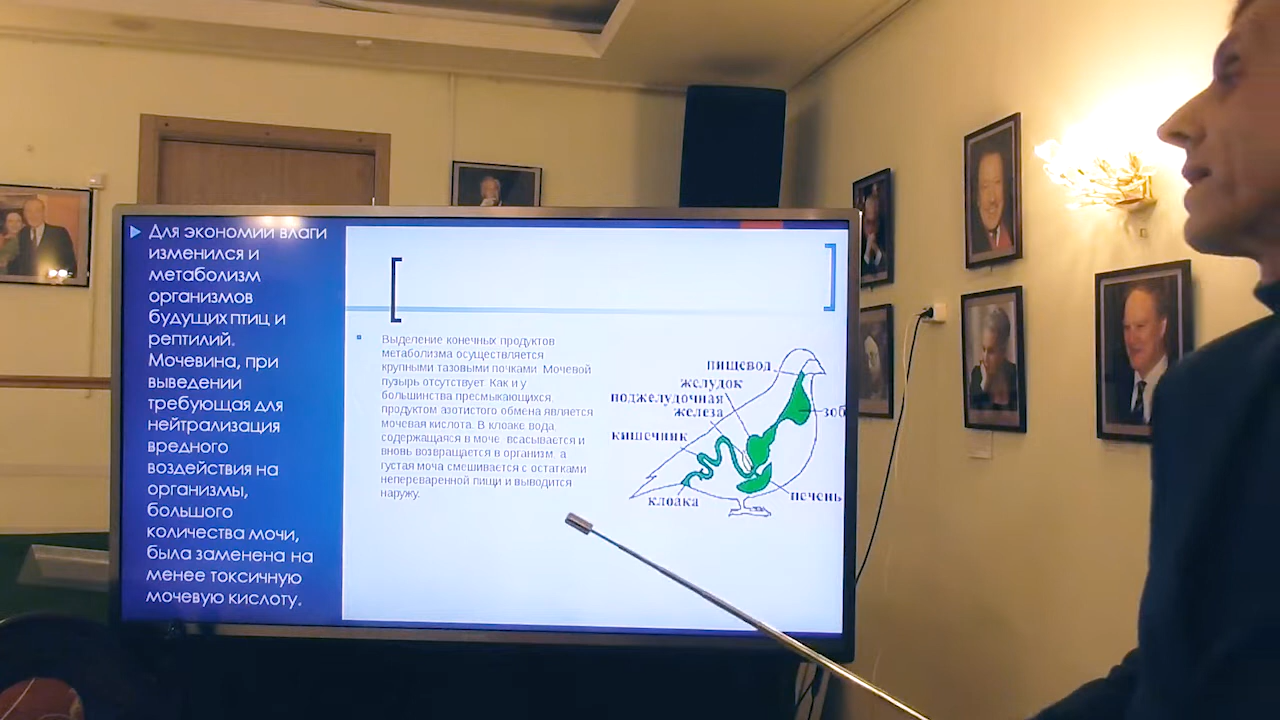 Для экономии влаги
изменился и
метаболизм
организмов
будущих птиц и
рептилий.
Мочевина, при
выведении
требующая для
нейтрализация
вредного
воздействия на
организмы,
большого
количества мочи,
была заменена на
менее токсичную
мочевую кислоту.
Выделение конечных продуктов
метаболизма осуществляется
крупными тазовыми почками. Мочевой
пузырь отсутствует. Как и у
большинства пресмыкающихся,
продуктом азотистого обмена является
мочевая кислота. В клоаке вода,
содержащаяся в моче, всасывается и
вновь возвращается в организм, а
густая моча смешивается с остатками
непереваренной пищи и выводится
наружу.
пищевод
желудок
поджелудочная
железа
зоб
кишечник
клоака
печень